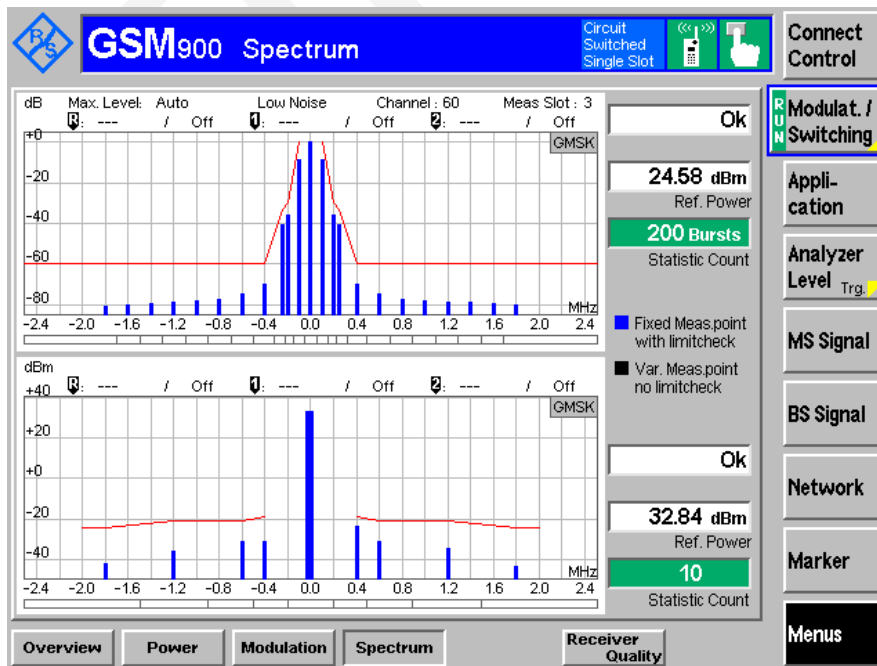 R/S
GSM900 Spectrum
Circuit
Switched
Single Slot
Connect
Control
dB Max. Level: Auto Low Noise Channel : 60 Meas Slot : 3
R: --- / Off 1: --- / Off 2: --- / Off
GMSK
+0
-20
-40
-60
-80
MHz
-2.4 -2.0 -1.6 -1.2 -0.8 -0.4 0.0 0.4 0.8 1.2 1.6 2.0 2.4
Ok
24.58 dBm
Ref. Power
200 Bursts
Statistic Count
Fixed Meas.point
with limitcheck
Var. Meas.point
no limitcheck
dBm
R: --- / Off 1: --- / Off 2: --- / Off
GMSK
+40
+20
+0
-20
-40
MHz
-2.4 -2.0 -1.6 -1.2 -0.8 -0.4 0.0 0.4 0.8 1.2 1.6 2.0 2.4
Ok
32.84 dBm
Ref. Power
10
Statistic Count
RUN
Modulat. /
Switching
Appli-
cation
Analyzer
Level Trg.
MS Signal
BS Signal
Network
Marker
Menus
Overview
Power
Modulation
Spectrum
Receiver
Quality